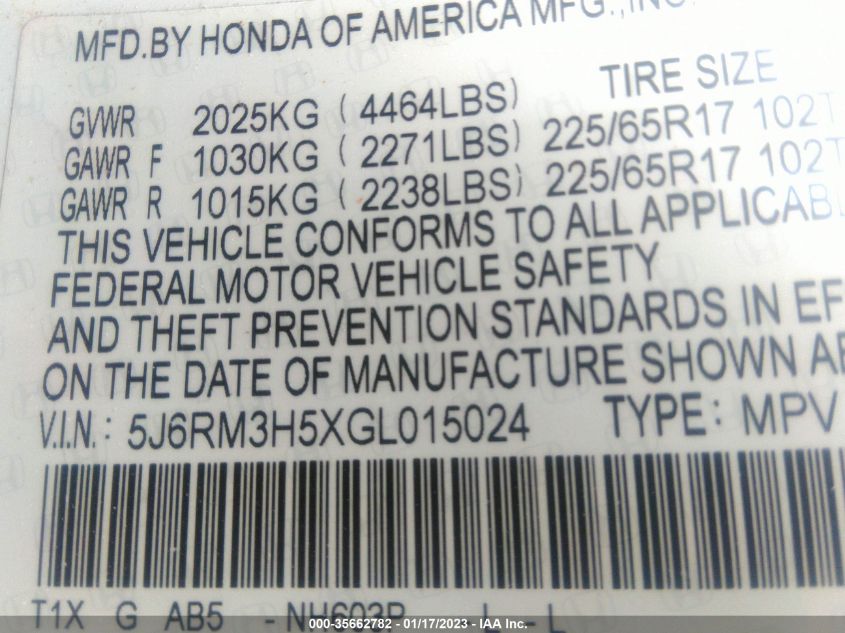 MFD.BY HONDA OF AMERICA MFG.,INC.
TIRE SIZE
GVWR 2025KG (4464LBS)
GAWR F 1030KG (2271LBS) 225/65R17 102T
GAWR R 1015KG (2238LBS) 225/65R17 102T
THIS VEHICLE CONFORMS TO ALL APPLICABL
FEDERAL MOTOR VEHICLE SAFETY
AND THEFT PREVENTION STANDARDS IN EF
ON THE DATE OF MANUFACTURE SHOWN AB
V.I.N.: 5J6RM3H5XGL015024 TYPE: MPV
T1X G AB5 -NH603P L - L
000-35662782 - 01/17/2023 - IAA Inc.